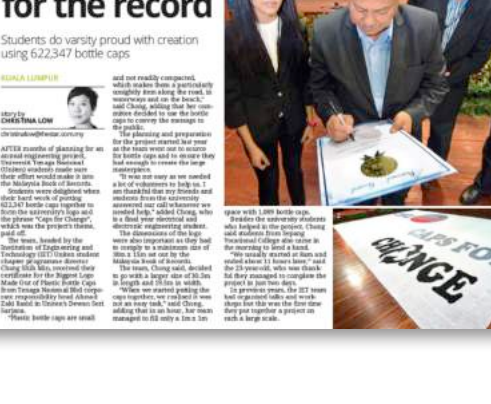 for the record
Students do varsity proud with creation
using 622,347 bottle caps
KUALA LUMPUR
story by
CHRISTINA LOW
christinalow@thestar.com.my
AFTER months of planning for an
annual engineering project,
Universiti Tenaga Nasional
(Uniten) students made sure
their effort would make it into
the Malaysia Book of Records.
Students were delighted when
their hard work of pasting
622,347 bottle caps together to
form the university's logo and
the phrase "Caps for Change",
which was the project's theme,
paid off.
The team, headed by the
Institution of Engineering and
Technology (IET) Uniten student
chapter programme director
Chung Shih Min, received their
certificate for the Biggest Logo
Made Out of Plastic Bottle Caps
from Tenaga Nasional Bhd corpo-
rate responsibility head Ahmad
Zaki Basid in Uniten's Dewan Seri
Sarjana.
"Plastic bottle caps are small
and not readily compacted,
which makes them a particularly
unsightly item along the road, in
waterways and on the beach,"
said Chung, adding that her com-
mittee decided to use the bottle
caps to convey the message to
the public.
The planning and preparation
for the project started last year
as the team went out to source
for bottle caps and to ensure they
had enough to create the large
masterpiece.
"It was not easy as we needed
a lot of volunteers to help us. I
am thankful that my friends and
students from the university
answered our call whenever we
needed help," added Chung, who
is a final year electrical and
electronic engineering student.
The dimensions of the logo
were also important as they had
to comply to a minimum size of
30m x 15m set out by the
Malaysia Book of Records.
The team, Chung said, decided
to go with a larger size of
in length and in width.
"When we started putting the
caps together, we realised it was
not an easy task," said Chung,
adding that in an hour, her team
managed to fill only a 1m x 1m
space with 1,089 bottle caps.
Besides the university students
who helped in the project, Chung
said students from Sepang
Vocational College also came in
the morning to lend a hand.
"We usually started at 8am and
ended about 11 hours later," said
the 23-year-old, who was thank-
ful they managed to complete the
project in just two days.
In previous years, the IET team
had organised talks and work-
shops but this was the first time
they put together a project on
such a large scale.
CHANGE